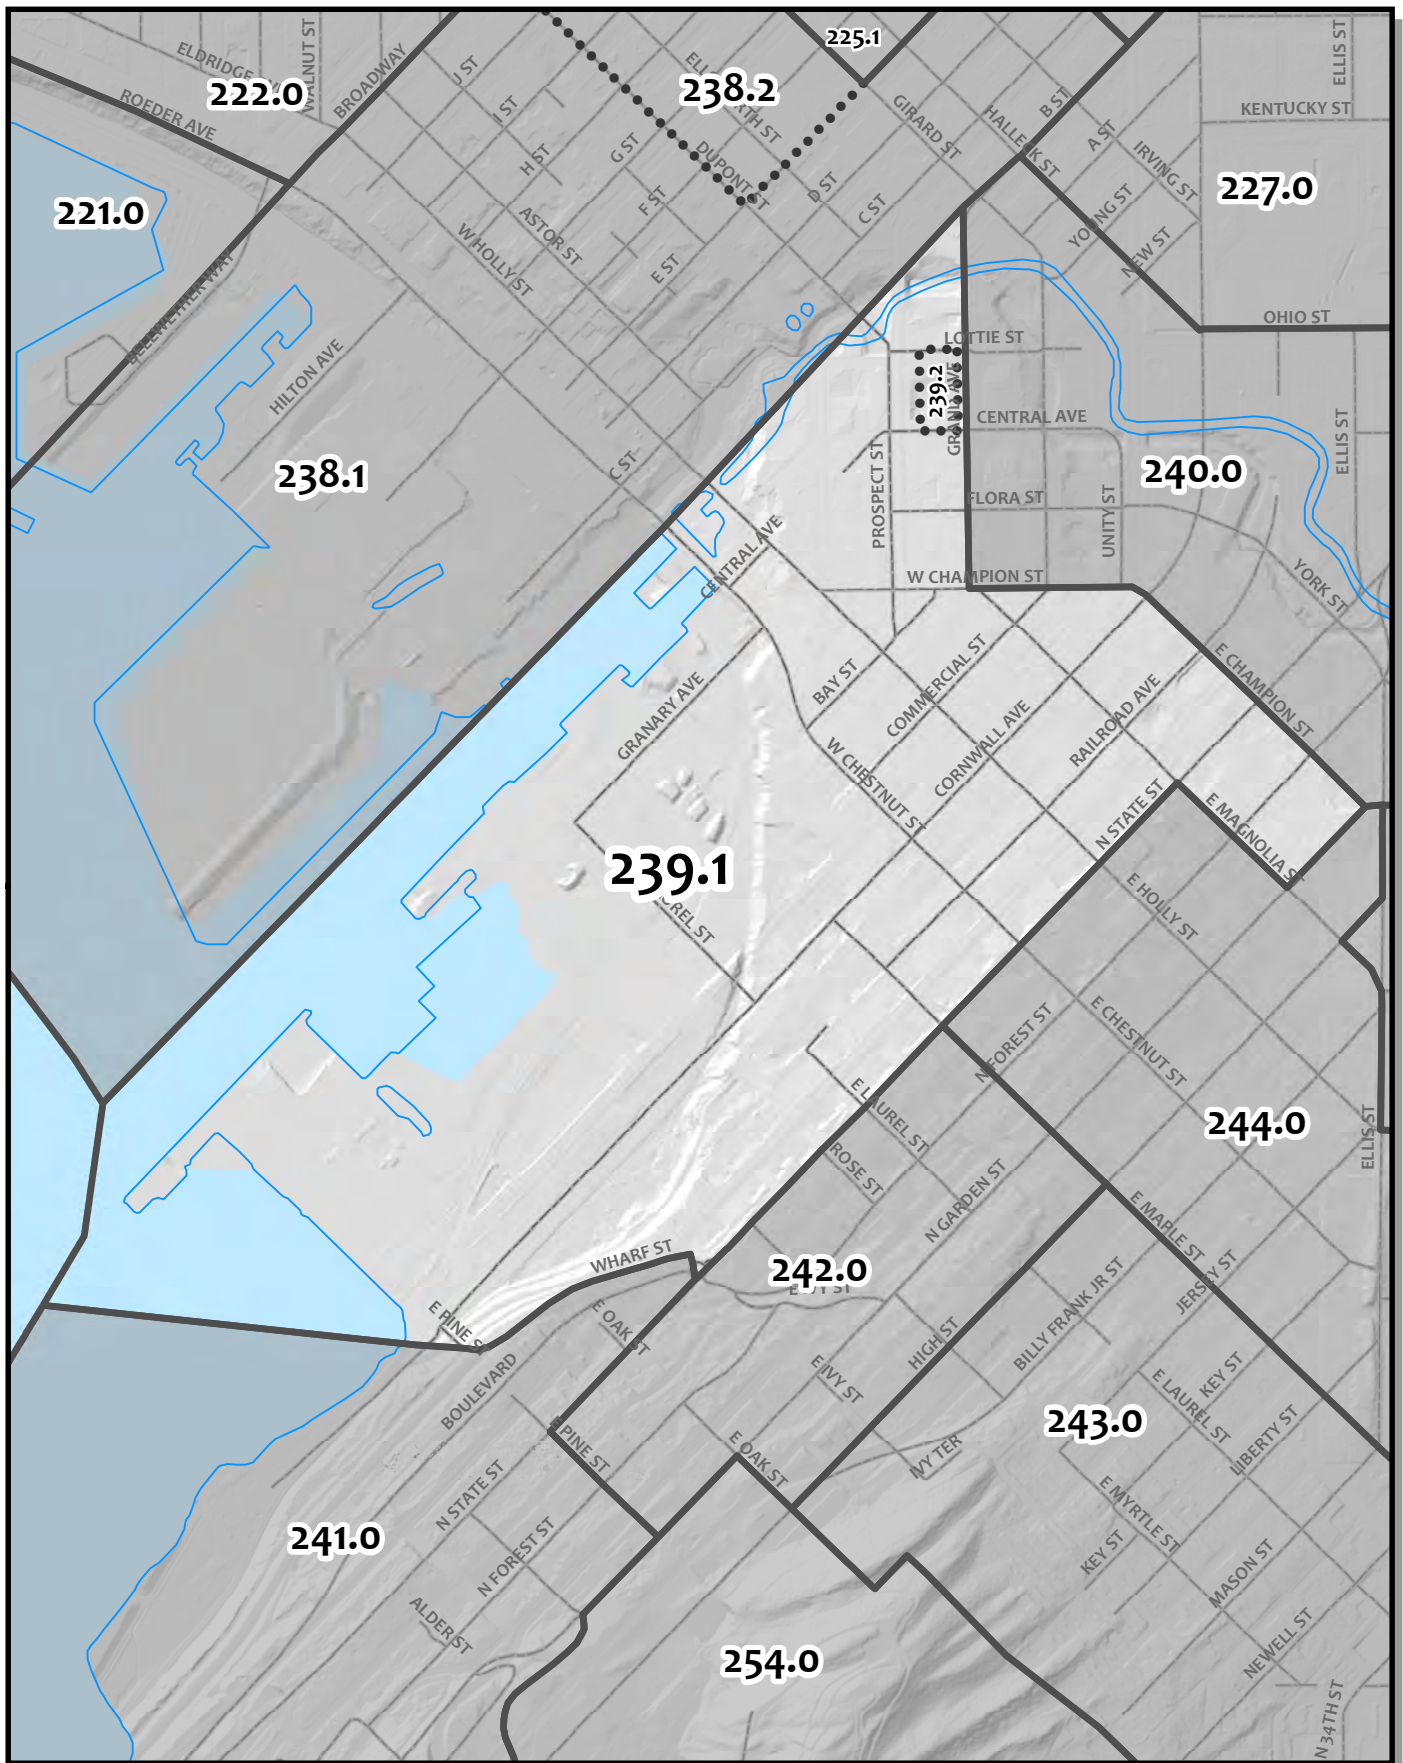 ELDRIDGE AVE
WALNUT ST
222.0
ROEDER AVE
BROADWAY
J ST
I ST
H ST
G ST
F ST
E ST
238.2
DUPONT ST
225.1
GIRARD ST
HALLECK ST
B ST
A ST
IRVING ST
ELLIS ST
KENTUCKY ST
227.0
YOUNG ST
NEW ST
OHIO ST
D ST
C ST
221.0
BELLWETHER WAY
ASTOR ST
W HOLLY ST
HILTON AVE
238.1
C ST
LOTTIE ST
239.2
GRAND AVE
CENTRAL AVE
240.0
ELLIS ST
PROSPECT ST
FLORA ST
UNITY ST
W CHAMPION ST
YORK ST
CENTRAL AVE
E CHAMPION ST
BAY ST
COMMERCIAL ST
CORNWALL AVE
RAILROAD AVE
GRANARY AVE
W CHESTNUT ST
N STATE ST
E MAGNOLIA ST
239.1
E HOLLY ST
E CHESTNUT ST
N FOREST ST
244.0
ELLIS ST
E LAUREL ST
ROSE ST
N GARDEN ST
E MAPLE ST
JERSEY ST
WHARF ST
242.0
E PINE ST
E OAK ST
BOULEVARD
HIGH ST
BILLY FRANK JR ST
E IVY ST
KEY ST
E LAUREL ST
LIBERTY ST
243.0
E PINE ST
E OAK ST
IVY TER
N STATE ST
E MYRTLE ST
241.0
N FOREST ST
KEY ST
MASON ST
ALDER ST
NEWELL ST
254.0
N 34TH ST